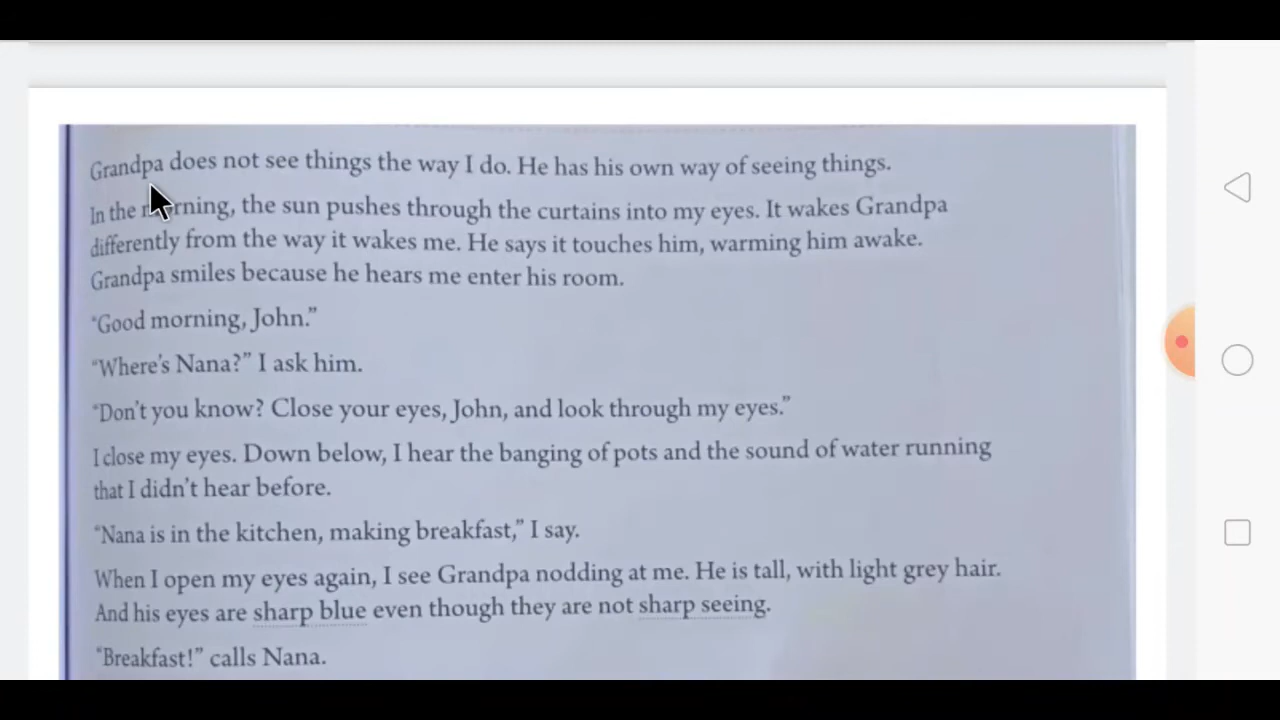 Grandpa does not see things the way I do. He has his own way of seeing things.
In the morning, the sun pushes through the curtains into my eyes. It wakes Grandpa
differently from the way it wakes me. He says it touches him, warming him awake.
Grandpa smiles because he hears me enter his room.
“Good morning, John.”
“Where's Nana?” I ask him.
“Don't you know? Close your eyes, John, and look through my eyes.”
I close my eyes. Down below, I hear the banging of pots and the sound of water running
that I didn't hear before.
“Nana is in the kitchen, making breakfast,” I say.
When I open my eyes again, I see Grandpa nodding at me. He is tall, with light grey hair.
And his eyes are sharp blue even though they are not sharp seeing.
“Breakfast!” calls Nana.